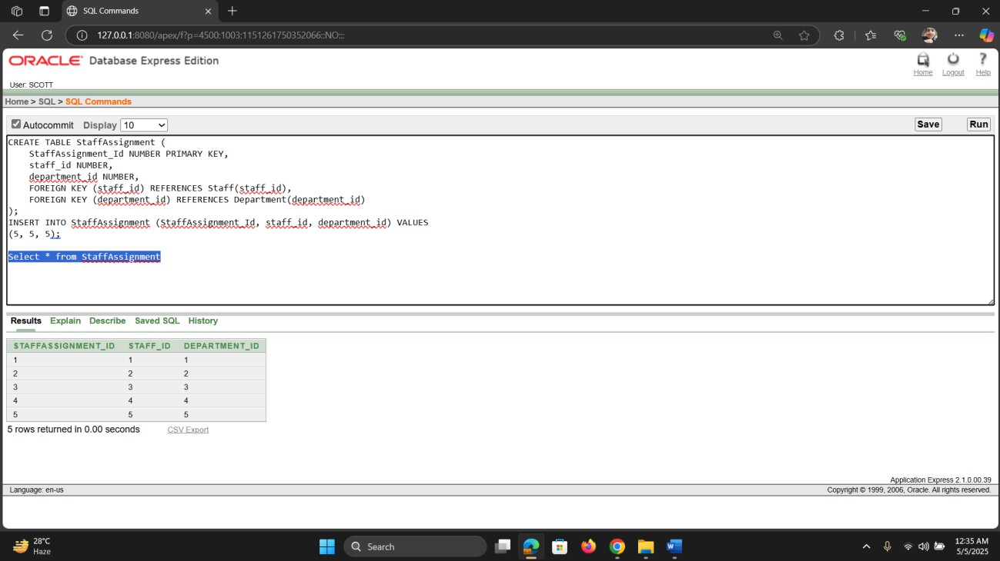 SQL Commands
127.0.0.1:8080/apex/f?p=4500:1003:1151261750352066::NO:::
ORACLE Database Express Edition
Home Logout Help
User: SCOTT
Home > SQL > SQL Commands
Autocommit Display 10 Save Run
CREATE TABLE StaffAssignment (
StaffAssignment_Id NUMBER PRIMARY KEY,
staff_id NUMBER,
department_id NUMBER,
FOREIGN KEY (staff_id) REFERENCES Staff(staff_id),
FOREIGN KEY (department_id) REFERENCES Department(department_id)
);
INSERT INTO StaffAssignment (StaffAssignment_Id, staff_id, department_id) VALUES
(5, 5, 5);
Select * from StaffAssignment
Results Explain Describe Saved SQL History
STAFFASSIGNMENT_ID STAFF_ID DEPARTMENT_ID
1 1 1
2 2 2
3 3 3
4 4 4
5 5 5
5 rows returned in 0.00 seconds CSV Export
Application Express 2.1.0.00.39
Language: en-us Copyright © 1999, 2006, Oracle. All rights reserved.
28°C
Haze
Search
12:35 AM
5/5/2025